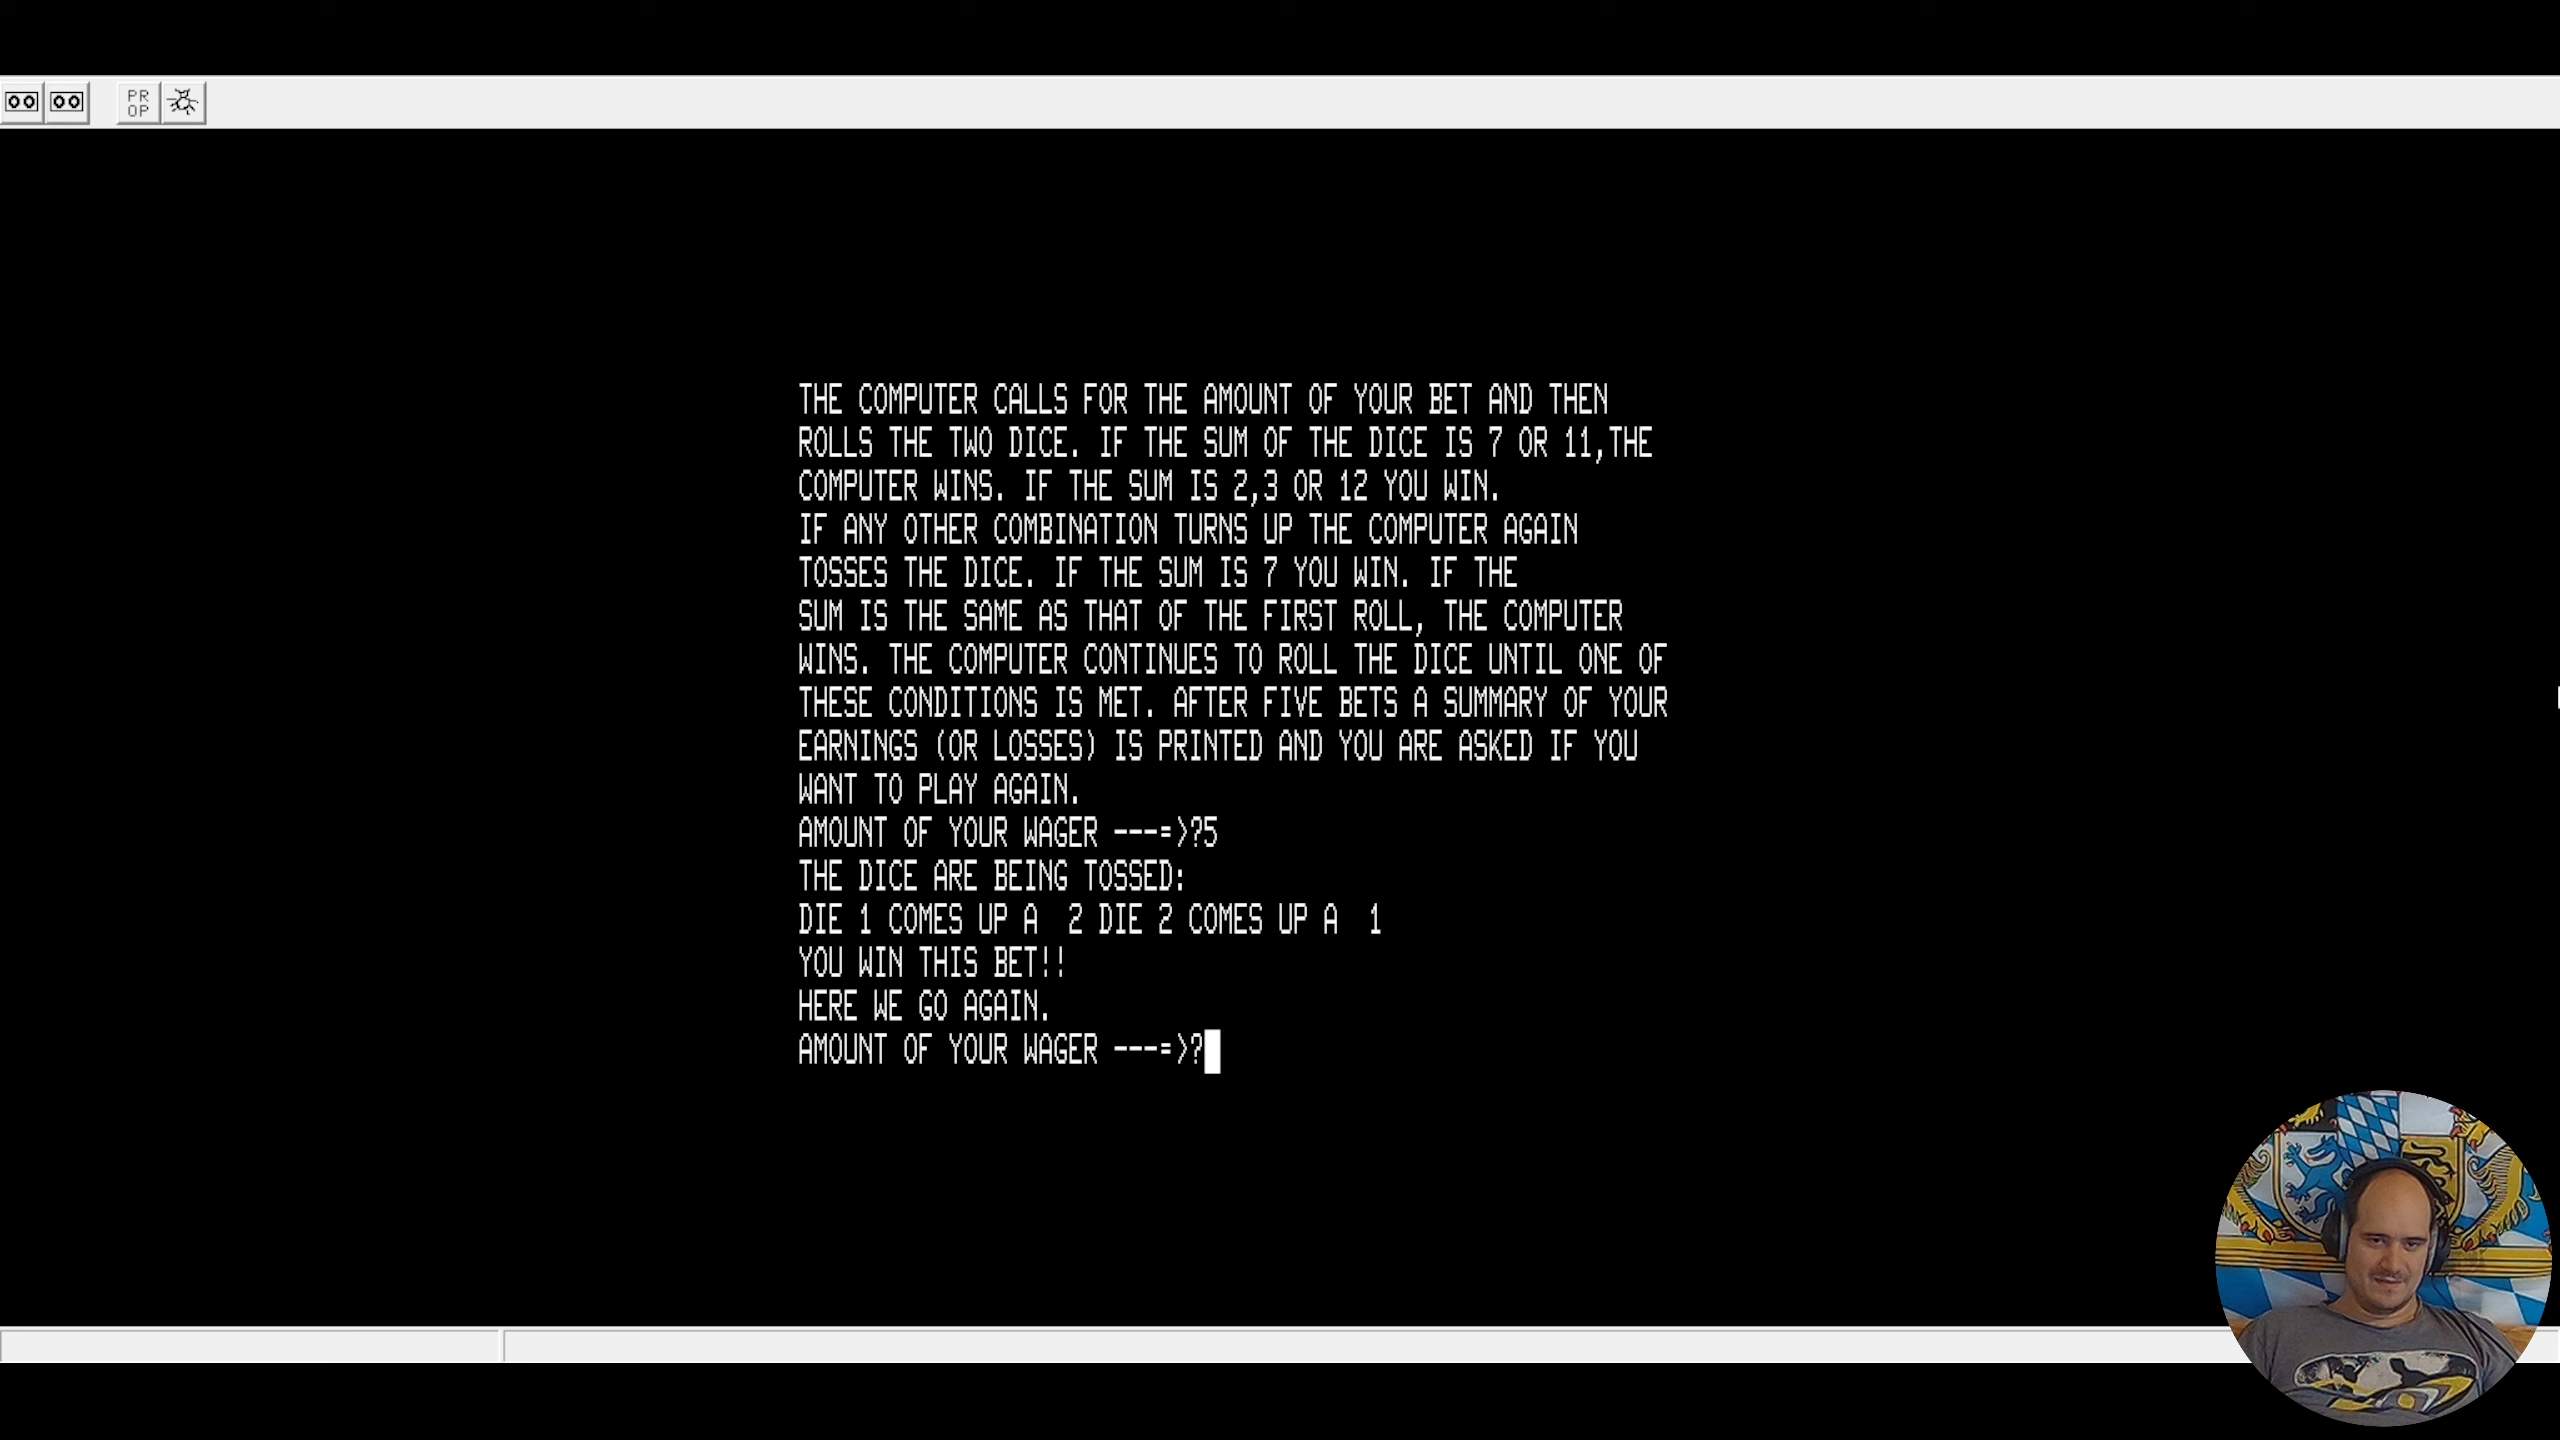 PR
OP
THE COMPUTER CALLS FOR THE AMOUNT OF YOUR BET AND THEN
ROLLS THE TWO DICE. IF THE SUM OF THE DICE IS 7 OR 11,THE
COMPUTER WINS. IF THE SUM IS 2,3 OR 12 YOU WIN.
IF ANY OTHER COMBINATION TURNS UP THE COMPUTER AGAIN
TOSSES THE DICE. IF THE SUM IS 7 YOU WIN. IF THE
SUM IS THE SAME AS THAT OF THE FIRST ROLL, THE COMPUTER
WINS. THE COMPUTER CONTINUES TO ROLL THE DICE UNTIL ONE OF
THESE CONDITIONS IS MET. AFTER FIVE BETS A SUMMARY OF YOUR
EARNINGS (OR LOSSES) IS PRINTED AND YOU ARE ASKED IF YOU
WANT TO PLAY AGAIN.
AMOUNT OF YOUR WAGER ---=>?5
THE DICE ARE BEING TOSSED:
DIE 1 COMES UP A  2 DIE 2 COMES UP A  1
YOU WIN THIS BET!!
HERE WE GO AGAIN.
AMOUNT OF YOUR WAGER ---=>?